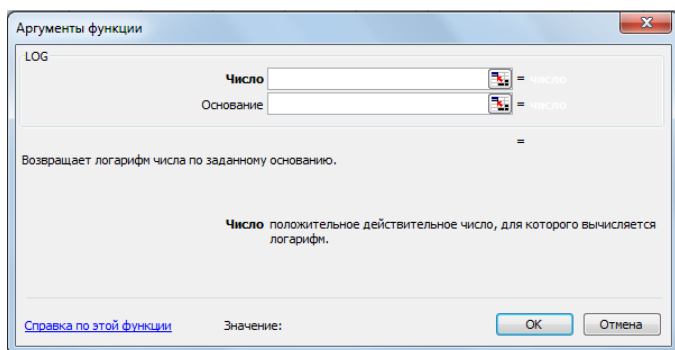 Аргументы функции
LOG
Число = число
Основание = число
=
Возвращает логарифм числа по заданному основанию.
Число положительное действительное число, для которого вычисляется
логарифм.
Справка по этой функции Значение: ОК Отмена